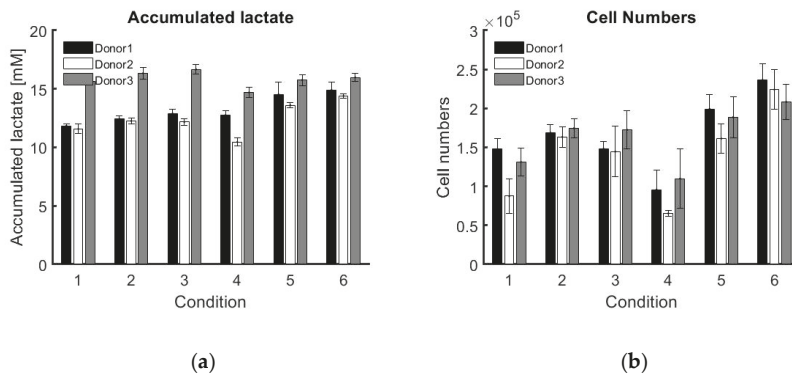 Accumulated lactate
Accumulated lactate [mM]
20
15
10
5
0
Donor1
Donor2
Donor3
1 2 3 4 5 6
Condition
(a)
Cell Numbers
×10⁵
Cell numbers
3
2.5
2
1.5
1
0.5
0
Donor1
Donor2
Donor3
1 2 3 4 5 6
Condition
(b)